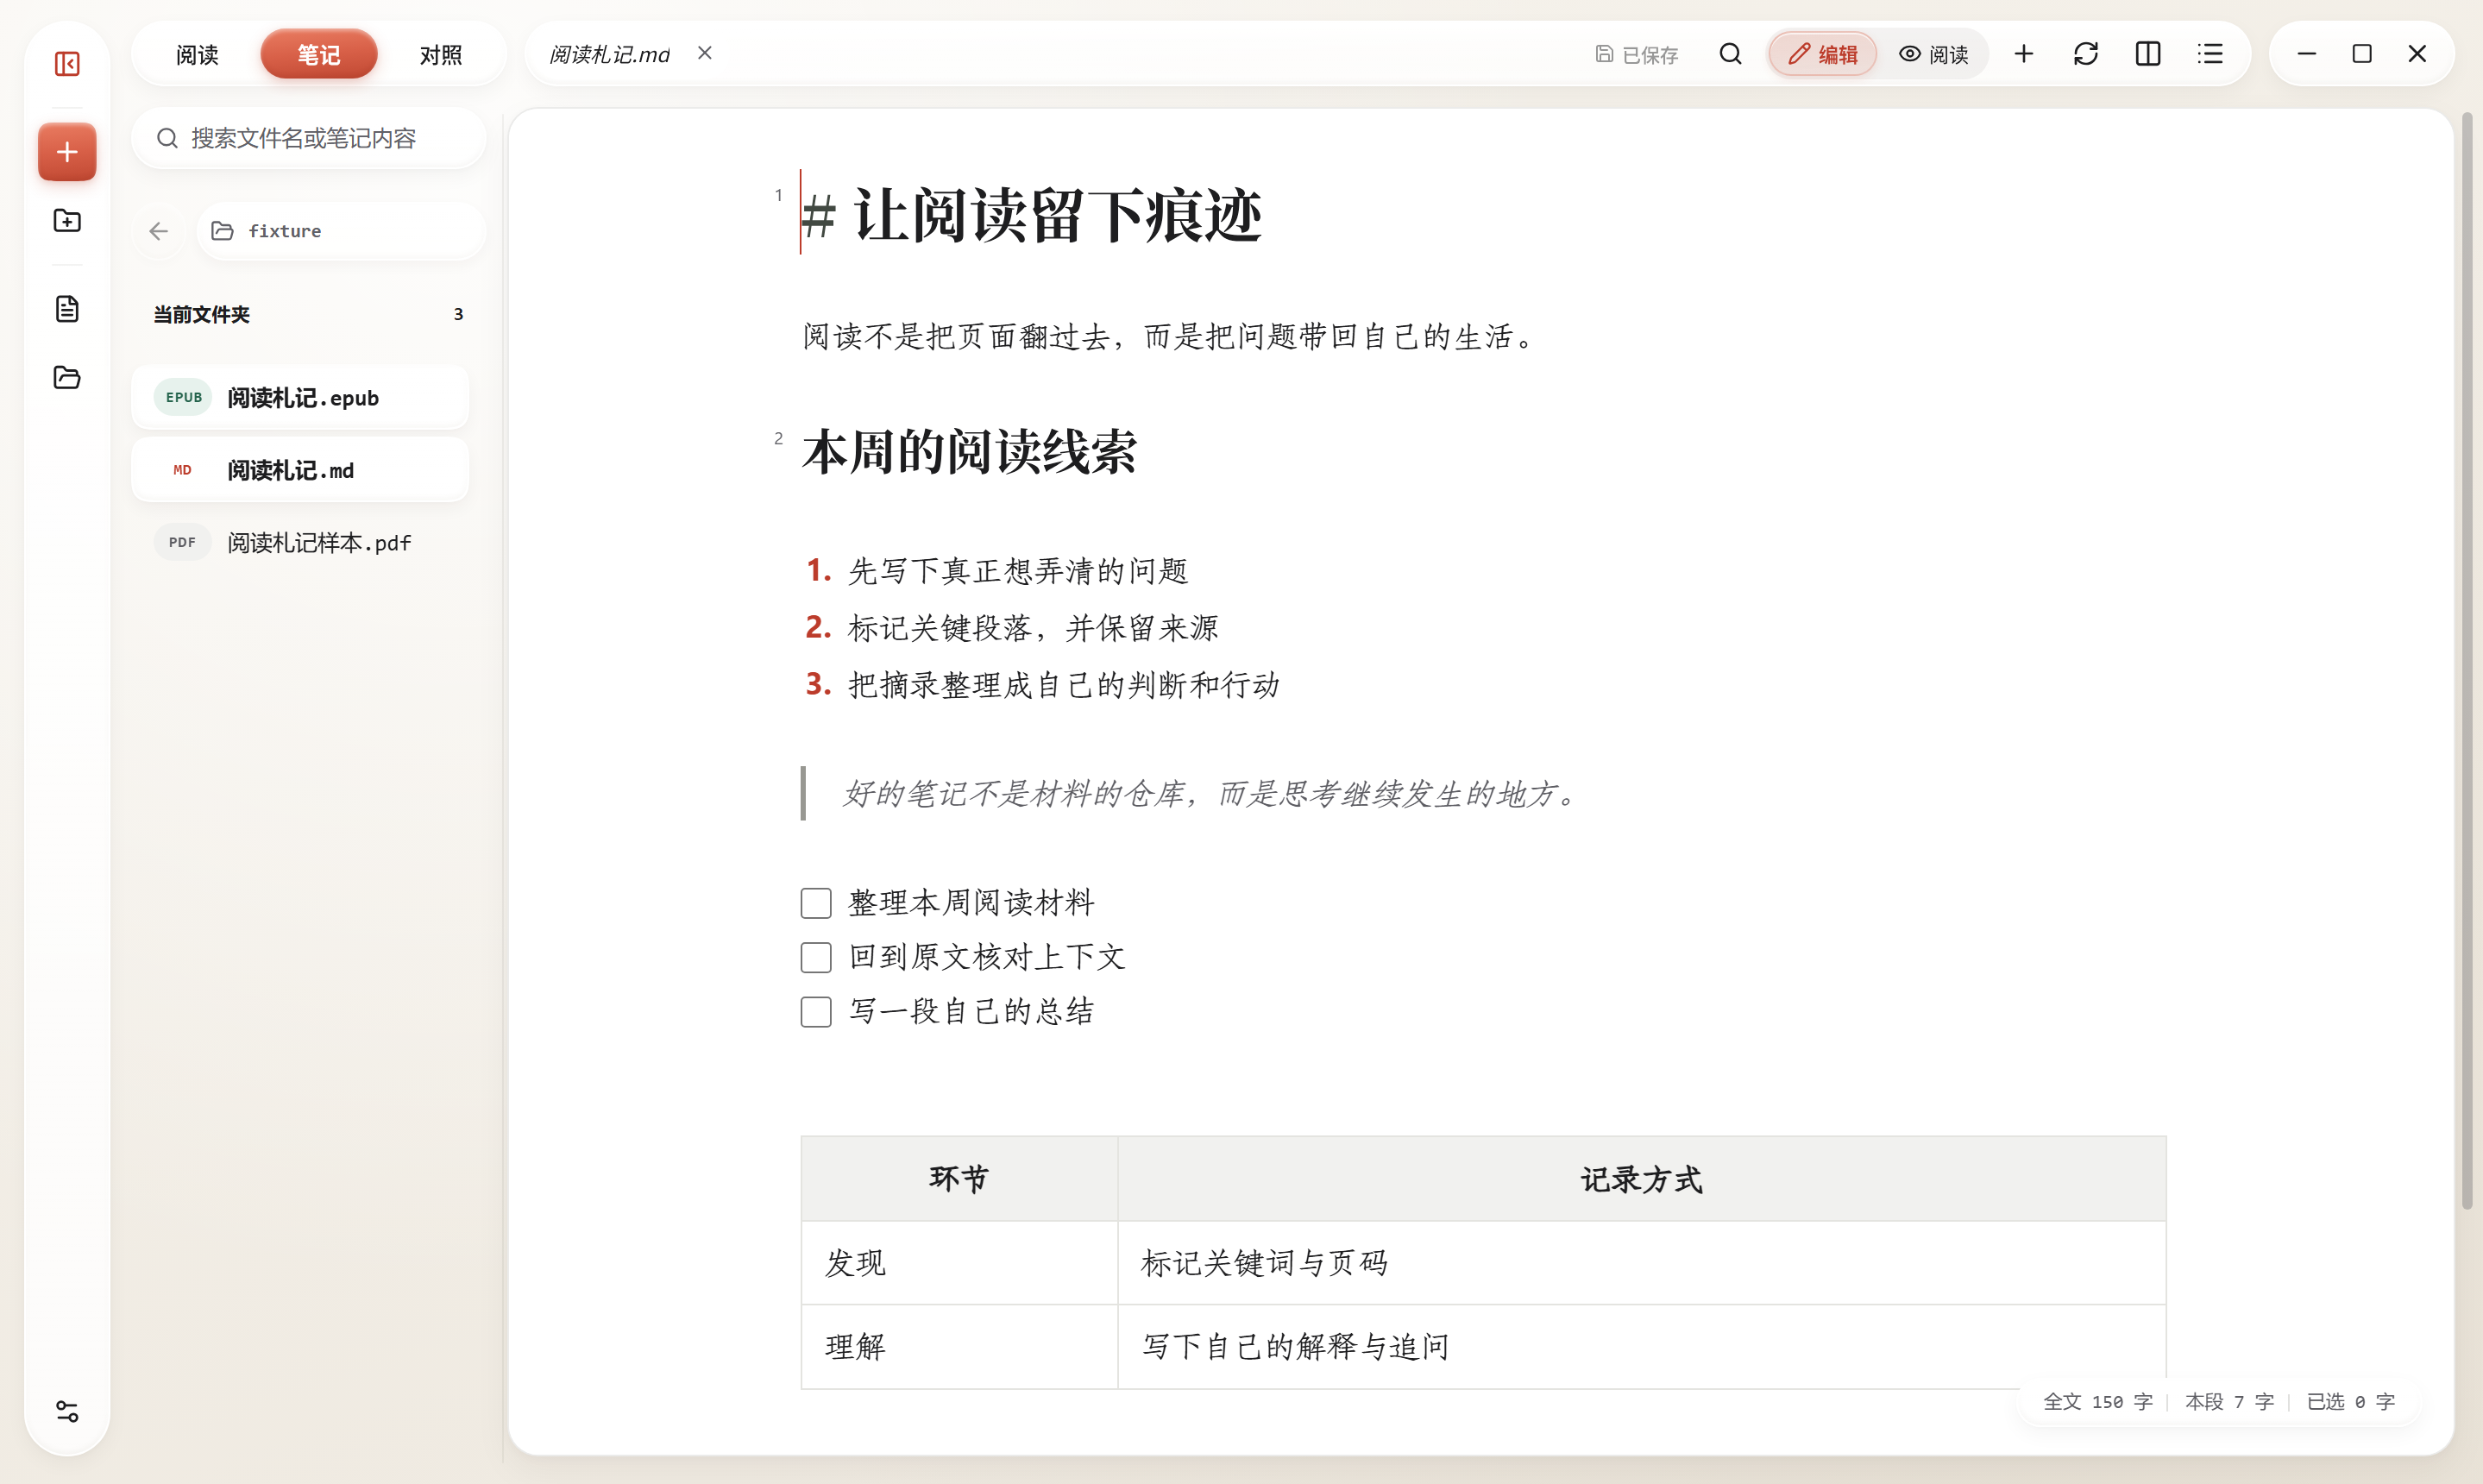 阅读 笔记 对照
阅读札记.md
已保存
编辑
阅读
搜索文件名或笔记内容
fixture
当前文件夹 3
EPUB 阅读札记.epub
MD 阅读札记.md
PDF 阅读札记样本.pdf
1 # 让阅读留下痕迹
阅读不是把页面翻过去，而是把问题带回自己的生活。
2 本周的阅读线索
1. 先写下真正想弄清的问题
2. 标记关键段落，并保留来源
3. 把摘录整理成自己的判断和行动
好的笔记不是材料的仓库，而是思考继续发生的地方。
整理本周阅读材料
回到原文核对上下文
写一段自己的总结
环节 记录方式
发现 标记关键词与页码
理解 写下自己的解释与追问
全文 150 字 本段 7 字 已选 0 字